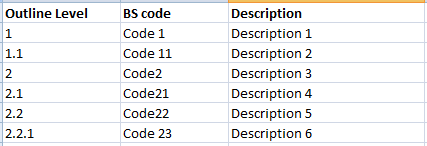 Outline Level BS code Description
1 Code 1 Description 1
1.1 Code 11 Description 2
2 Code2 Description 3
2.1 Code21 Description 4
2.2 Code22 Description 5
2.2.1 Code 23 Description 6